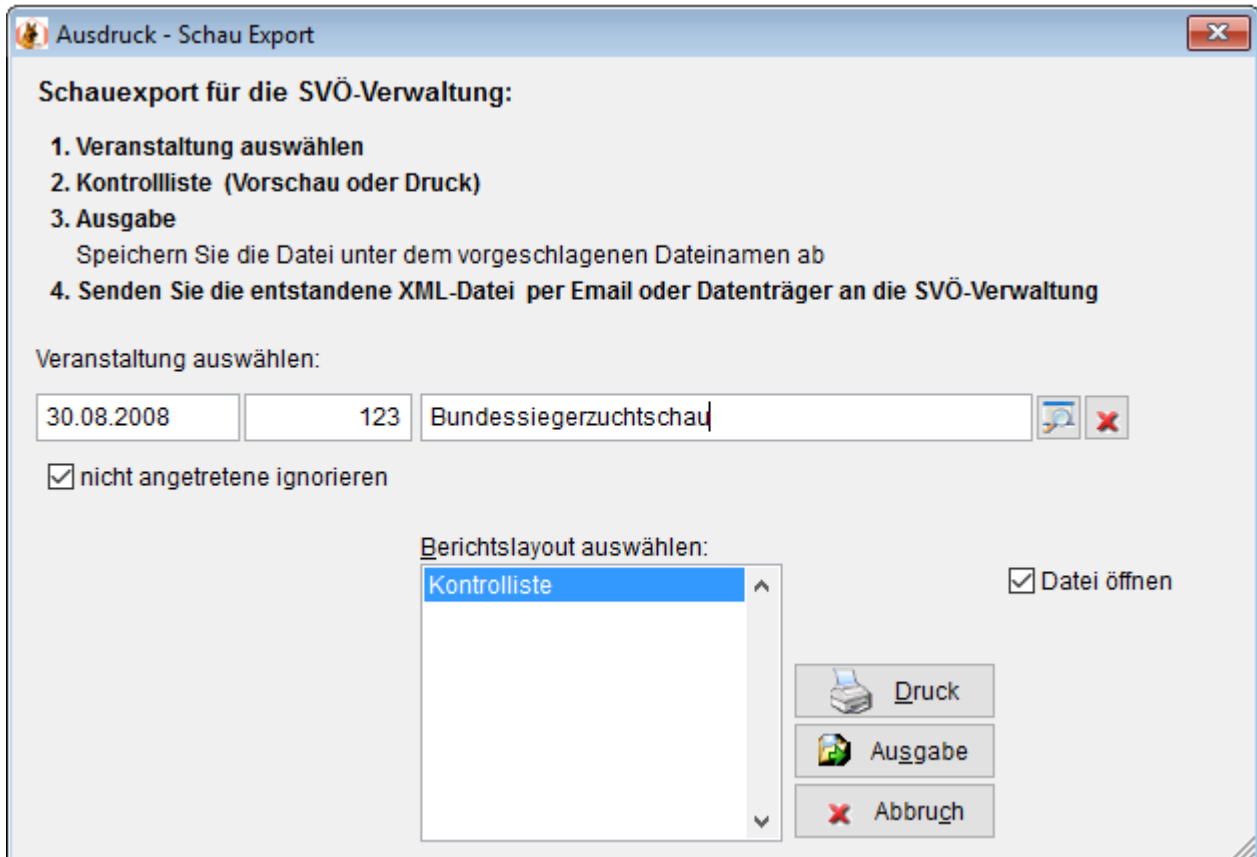 Ausdruck - Schau Export
Schauexport für die SVÖ-Verwaltung:
1. Veranstaltung auswählen
2. Kontrollliste (Vorschau oder Druck)
3. Ausgabe
Speichern Sie die Datei unter dem vorgeschlagenen Dateinamen ab
4. Senden Sie die entstandene XML-Datei per Email oder Datenträger an die SVÖ-Verwaltung
Veranstaltung auswählen:
30.08.2008 123 Bundessiegerzuchtschau
nicht angetretene ignorieren
Berichtslayout auswählen:
Kontrolliste
Datei öffnen
Druck
Ausgabe
Abbruch